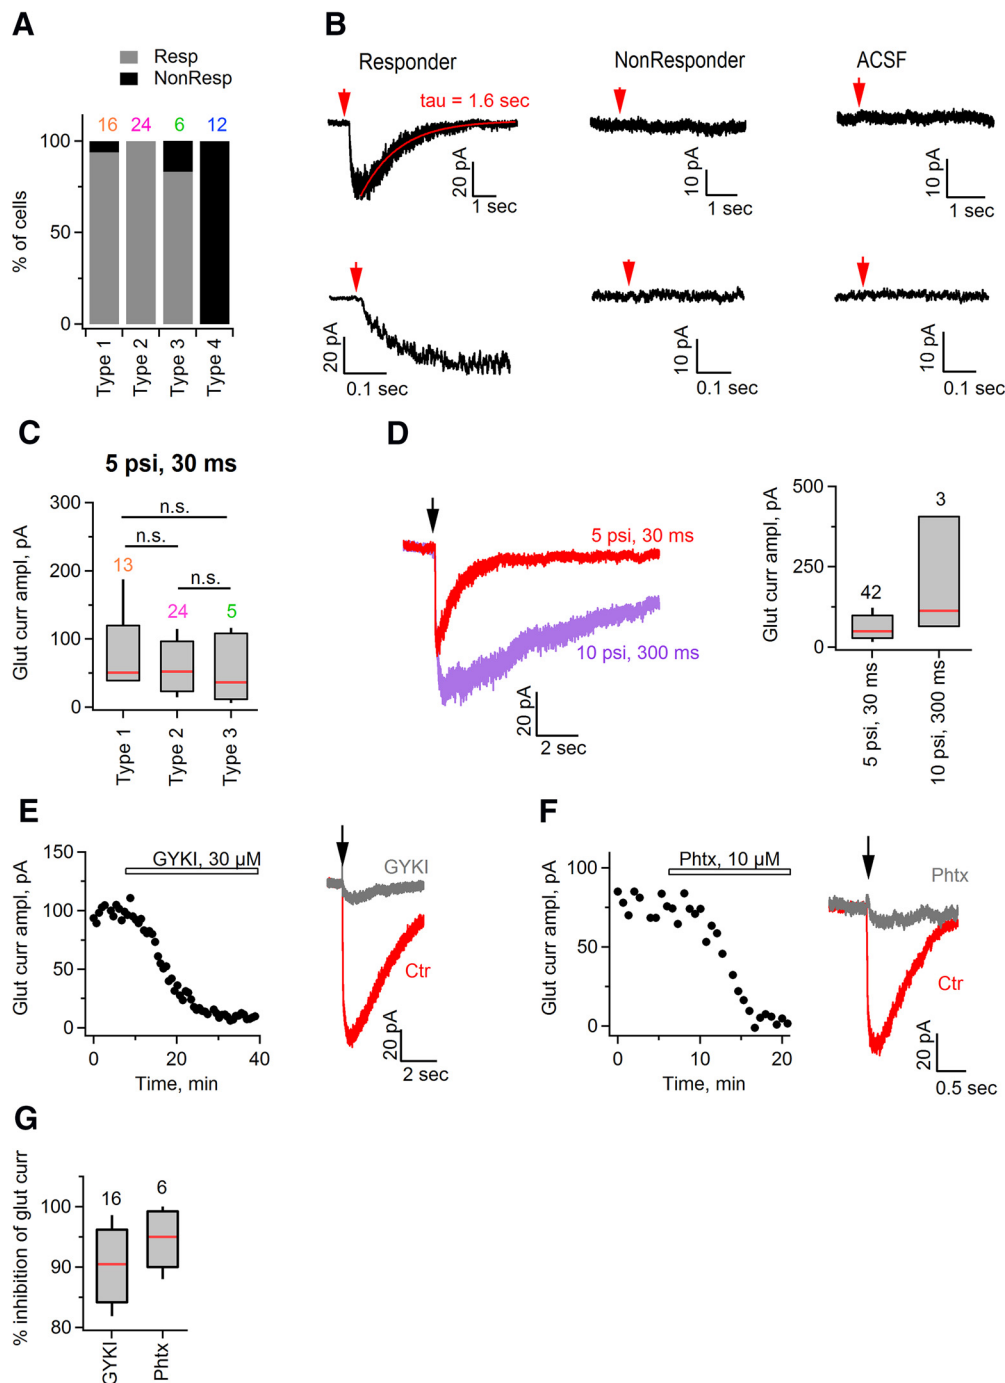 A
Resp
NonResp
16 24 6 12
100
50
0
% of cells
Type 1
Type 2
Type 3
Type 4
B
Responder
NonResponder
ACSF
tau = 1.6 sec
20 pA
1 sec
10 pA
1 sec
10 pA
1 sec
20 pA
0.1 sec
10 pA
0.1 sec
10 pA
0.1 sec
C
5 psi, 30 ms
300
200
100
0
Glut curr ampl, pA
n.s.
n.s.
n.s.
13
24
5
Type 1
Type 2
Type 3
D
5 psi, 30 ms
10 psi, 300 ms
20 pA
2 sec
500
250
0
Glut curr ampl, pA
42
3
5 psi, 30 ms
10 psi, 300 ms
E
150
100
50
0
Glut curr ampl, pA
GYKI, 30 µM
0 20 40
Time, min
GYKI
Ctr
20 pA
2 sec
F
100
50
0
Glut curr ampl, pA
Phtx, 10 µM
0 10 20
Time, min
Phtx
Ctr
20 pA
0.5 sec
G
100
90
80
% inhibition of glut curr
16
6
GYKI
Phtx